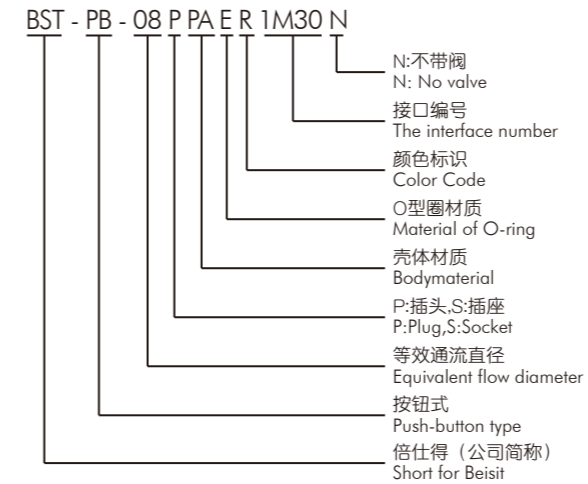 BST - PB - 08 P PA E R 1M30 N
N:不带阀
N: No valve
接口编号
The interface number
颜色标识
Color Code
O型圈材质
Material of O-ring
壳体材质
Bodymaterial
P:插头,S:插座
P:Plug,S:Socket
等效通流直径
Equivalent flow diameter
按钮式
Push-button type
倍仕得（公司简称）
Short for Beisit